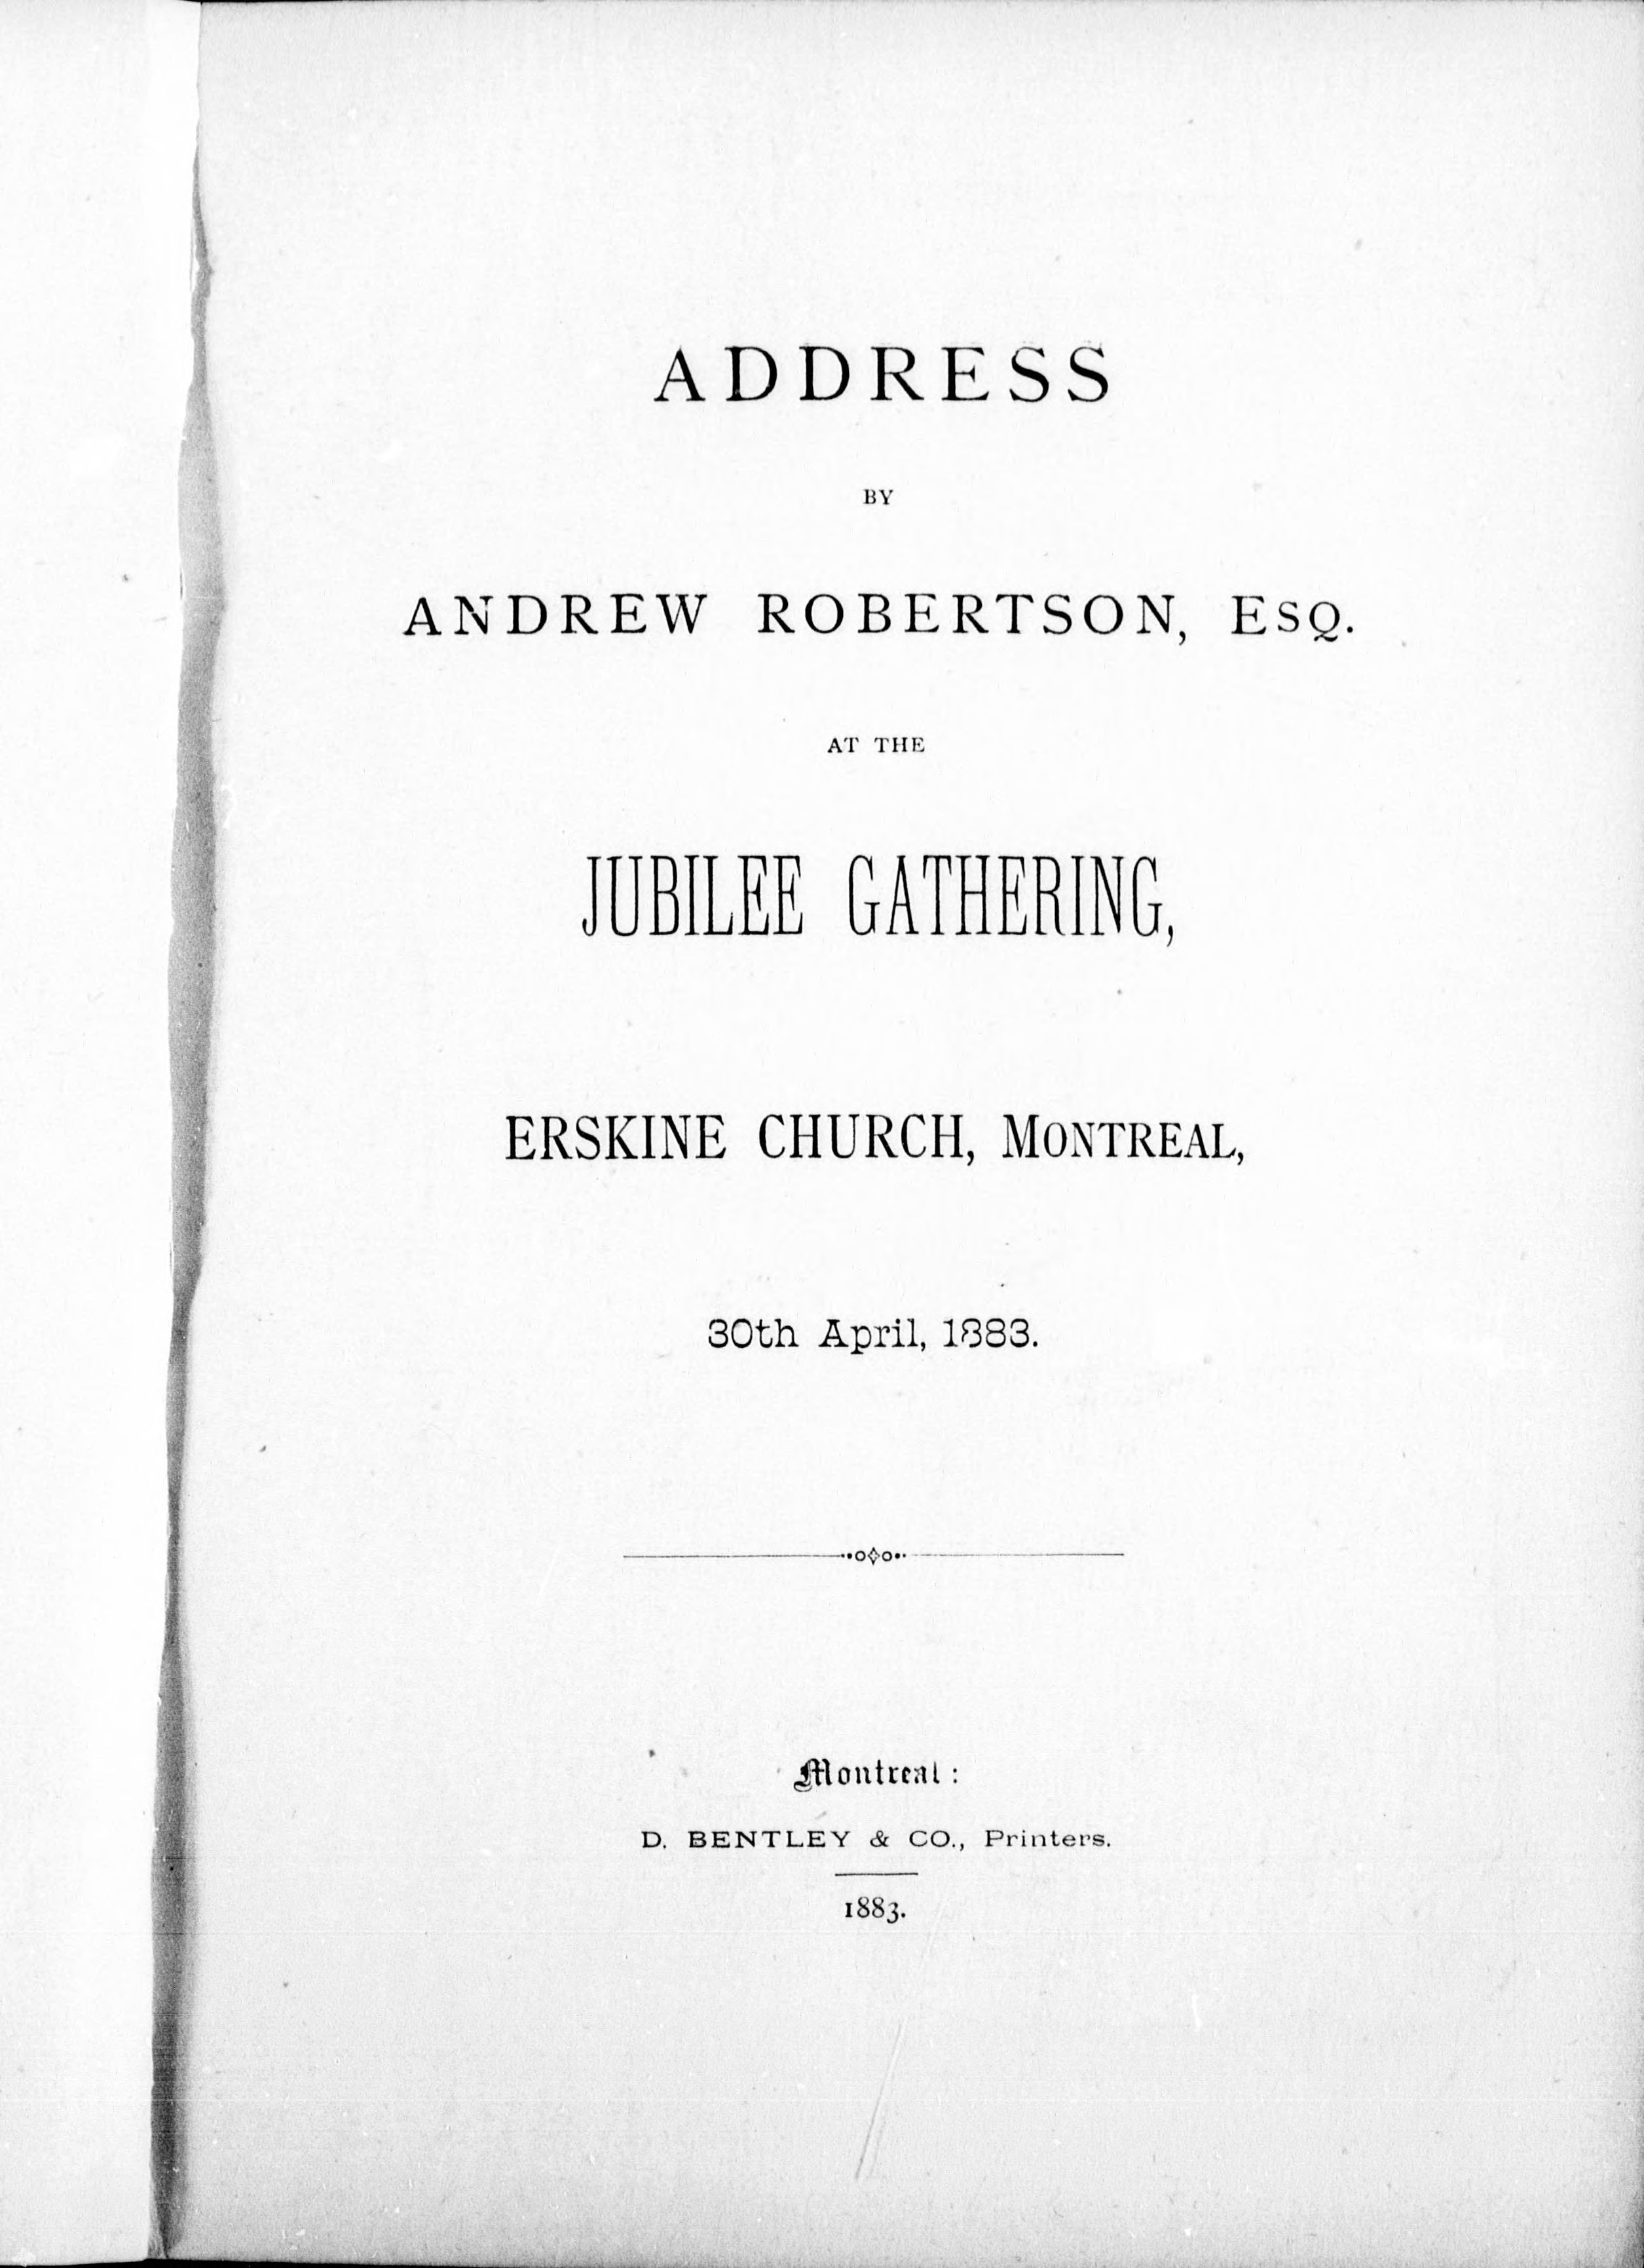 ADDRESS
BY
ANDREW ROBERTSON, ESQ.
AT THE
JUBILEE GATHERING,
ERSKINE CHURCH, MONTREAL,
30th April, 1883.
Montreal:
D. BENTLEY & CO., Printers.
1883.